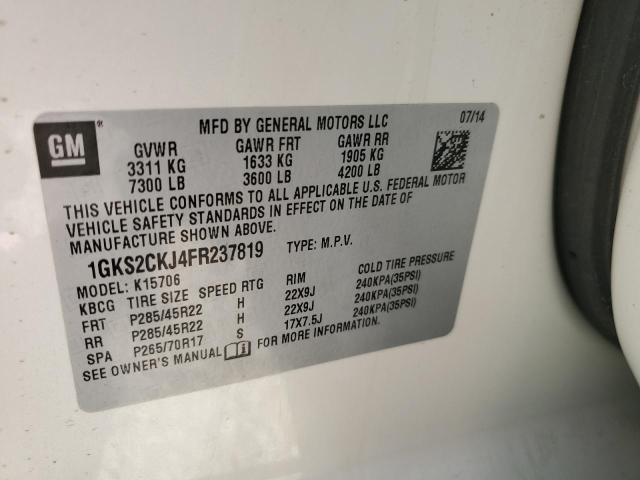 GM®
MFD BY GENERAL MOTORS LLC 07/14
GVWR GAWR FRT GAWR RR
3311 KG 1633 KG 1905 KG
7300 LB 3600 LB 4200 LB
THIS VEHICLE CONFORMS TO ALL APPLICABLE U.S. FEDERAL MOTOR
VEHICLE SAFETY STANDARDS IN EFFECT ON THE DATE OF
MANUFACTURE SHOWN ABOVE.
1GKS2CKJ4FR237819 TYPE: M.P.V.
MODEL: K15706
KBCG TIRE SIZE SPEED RTG RIM COLD TIRE PRESSURE
FRT P285/45R22 H 22X9J 240KPA(35PSI)
RR P285/45R22 H 22X9J 240KPA(35PSI)
SPA P265/70R17 S 17X7.5J 240KPA(35PSI)
SEE OWNER'S MANUAL FOR MORE INFORMATION.